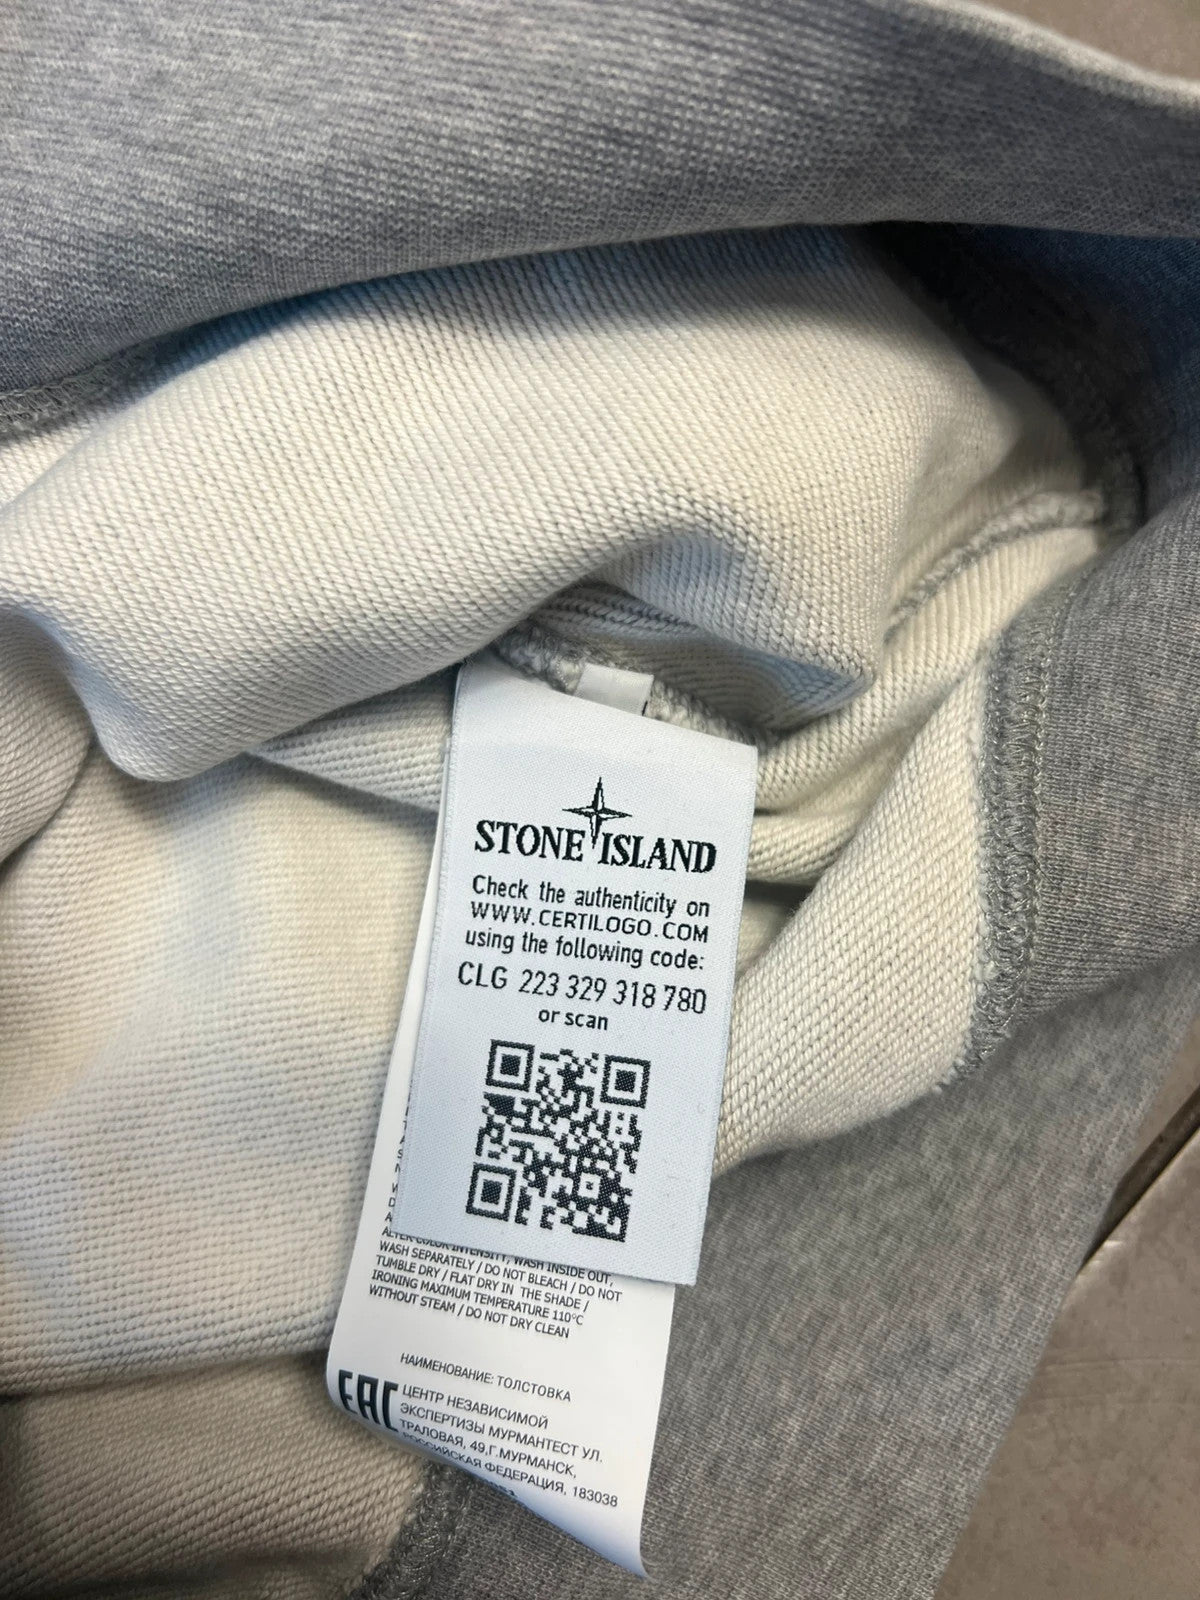 STONE ISLAND
Check the authenticity on
WWW.CERTILOGO.COM
using the following code:
CLG 223 329 318 780
or scan
ALTER COLOR INTENSITY, WASH INSIDE OUT,
WASH SEPARATELY / DO NOT BLEACH / DO NOT
TUMBLE DRY / FLAT DRY IN THE SHADE /
IRONING MAXIMUM TEMPERATURE 110°C
WITHOUT STEAM / DO NOT DRY CLEAN
НАИМЕНОВАНИЕ: ТОЛСТОВКА
EAC
ЦЕНТР НЕЗАВИСИМОЙ
ЭКСПЕРТИЗЫ МУРМАНТЕСТ УЛ.
ТРАЛОВАЯ, 49,Г.МУРМАНСК,
РОССИЙСКАЯ ФЕДЕРАЦИЯ, 183038